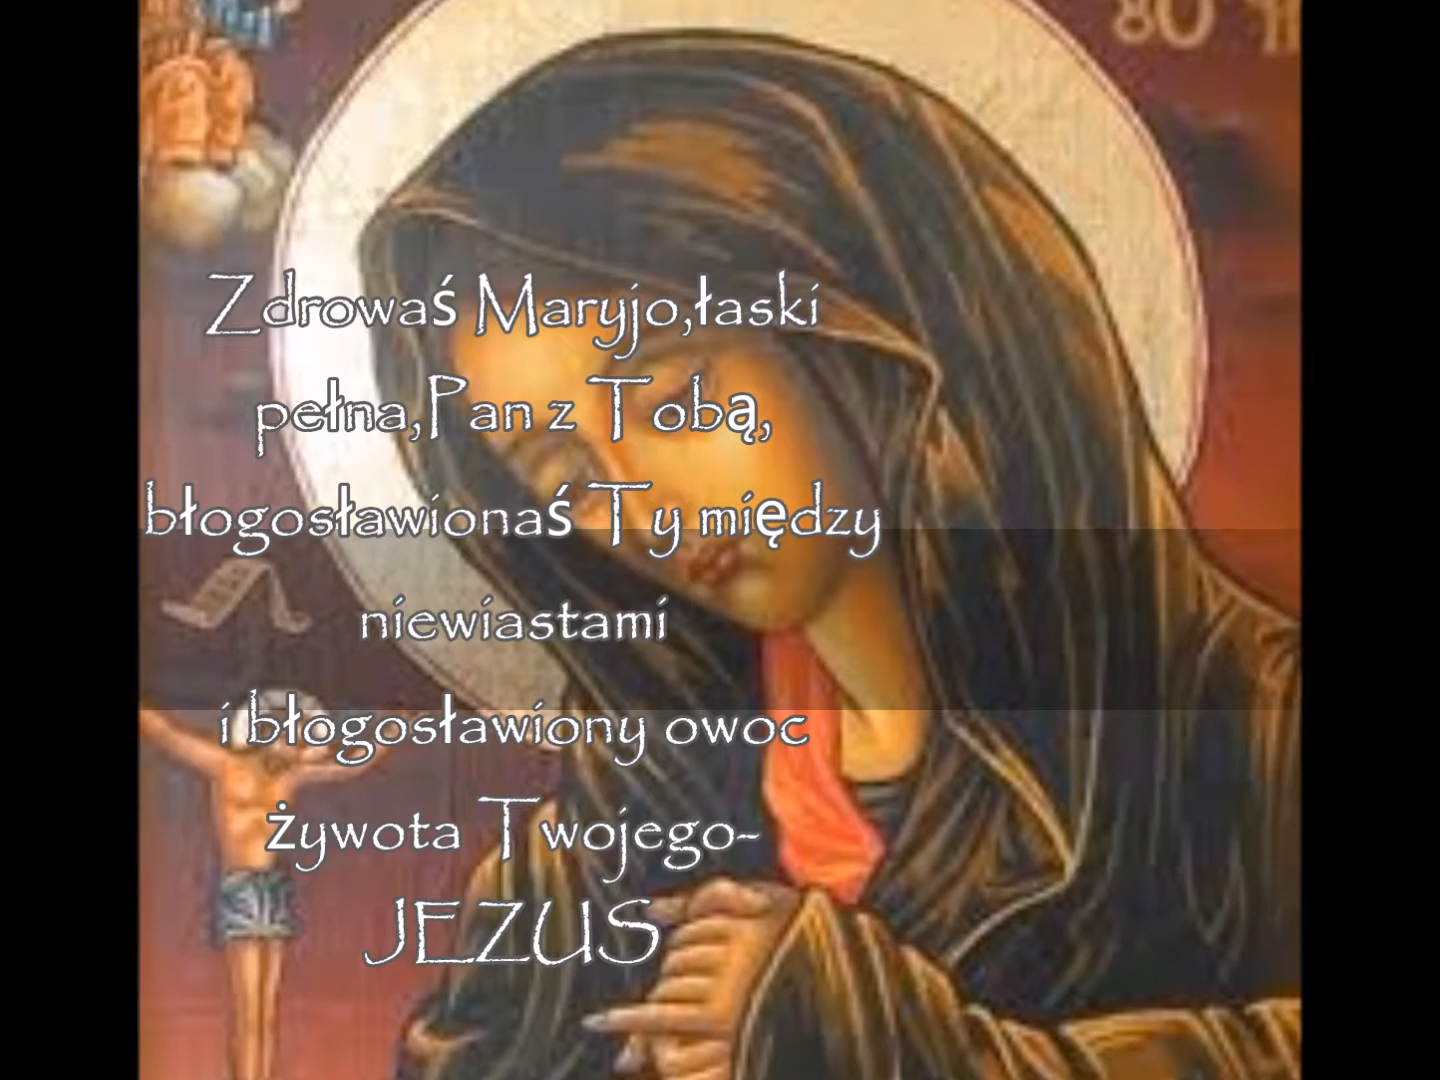 Zdrowaś Maryjo,łaski
pełna,Pan z Tobą,
błogosławionaś Ty między
niewiastami
i błogosławiony owoc
żywota Twojego-
JEZUS